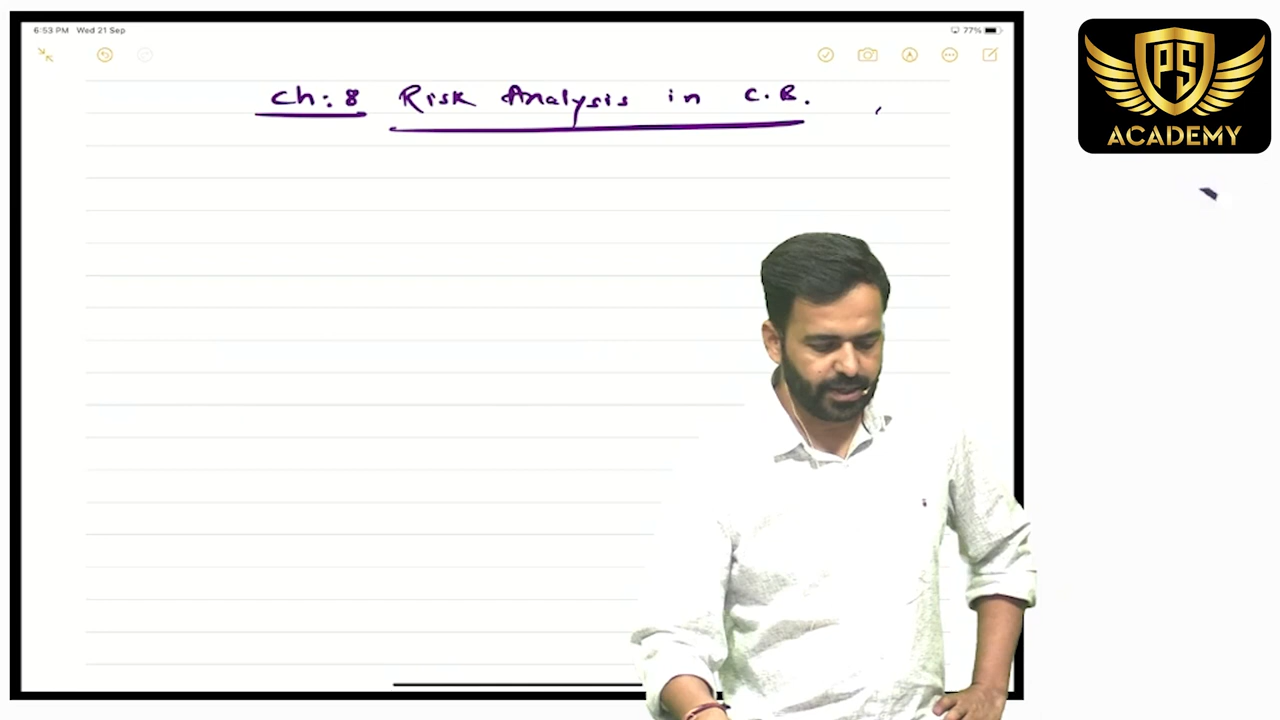 6:53 PM Wed 21 Sep
77%
Ch:8 Risk Analysis in C.B.
PS
ACADEMY